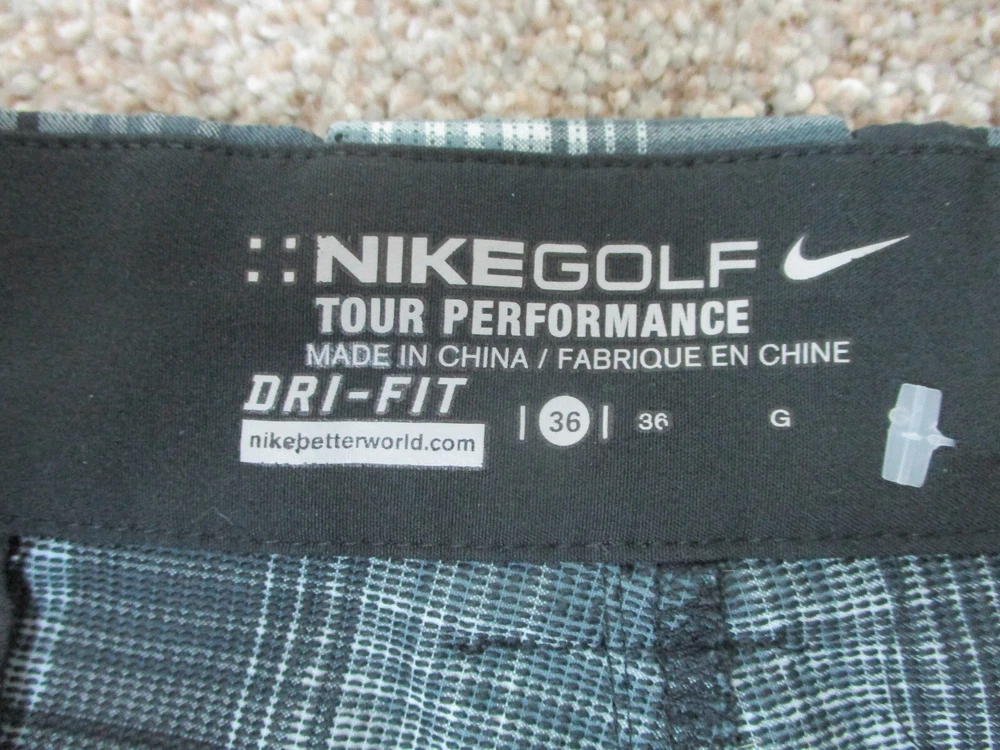 NIKEGOLF
TOUR PERFORMANCE
MADE IN CHINA / FABRIQUE EN CHINE
DRI-FIT
nikebetterworld.com
| 36 | 36 G